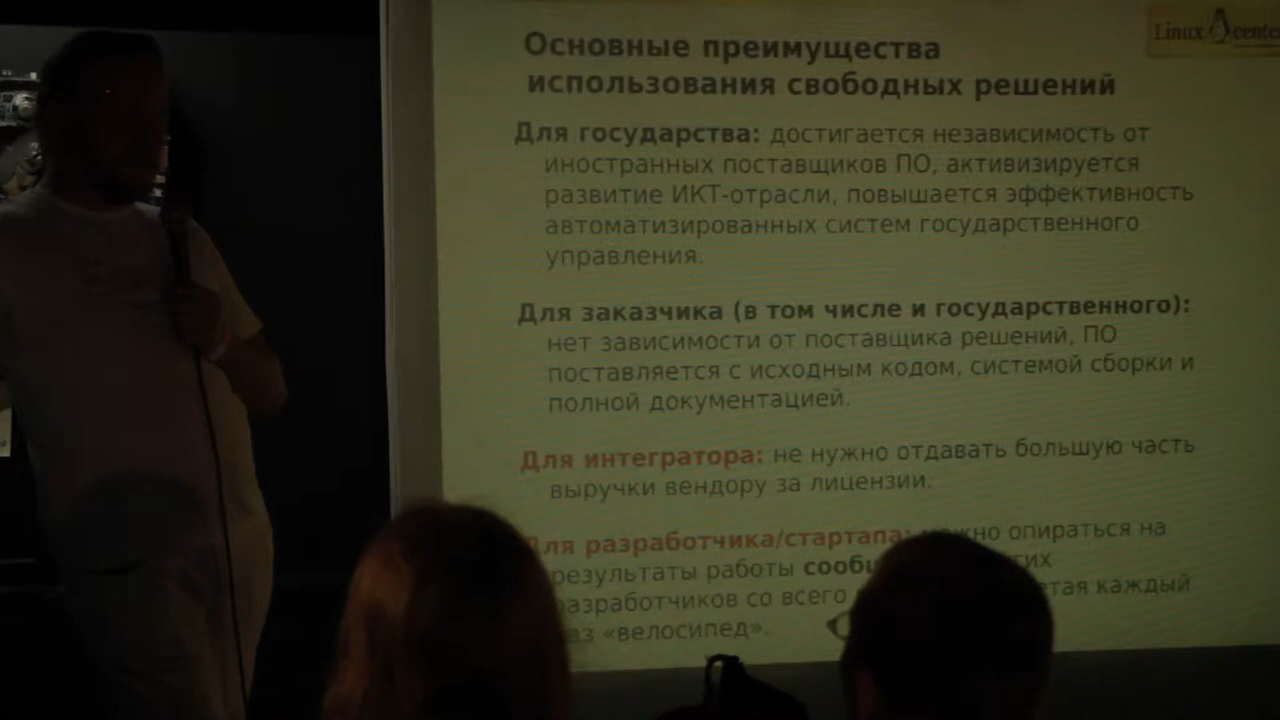 Linux
Основные преимущества
использования свободных решений
Для государства: достигается независимость от
иностранных поставщиков ПО, активизируется
развитие ИКТ-отрасли, повышается эффективность
автоматизированных систем государственного
управления.
Для заказчика (в том числе и государственного):
нет зависимости от поставщика решений, ПО
поставляется с исходным кодом, системой сборки и
полной документацией.
Для интегратора: не нужно отдавать большую часть
выручки вендору за лицензии.
Для разработчика/стартапа: можно опираться на
результаты работы
разработчиков со всего каждый
«велосипед».